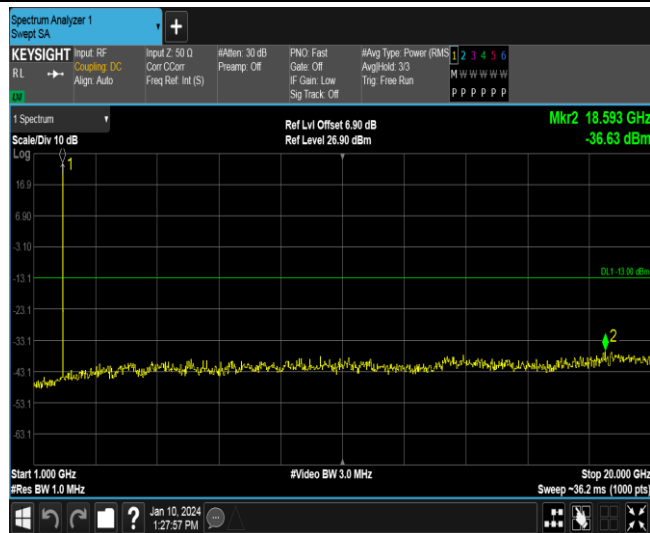 Spectrum Analyzer 1
Swept SA
+
KEYSIGHT
RL
Input: RF
Coupling: DC
Align: Auto
Input Z: 50 Ω
Corr CCorr
Freq Ref: Int (S)
#Atten: 30 dB
Preamp: Off
PNO: Fast
Gate: Off
IF Gain: Low
Sig Track: Off
#Avg Type: Power (RMS
Avg|Hold: 3/3
Trig: Free Run
1 2 3 4 5 6
M W W W W W
P P P P P P
1 Spectrum
Scale/Div 10 dB
Log
Ref Lvl Offset 6.90 dB
Ref Level 26.90 dBm
Mkr2 18.593 GHz
-36.63 dBm
1
16.9
6.90
-3.10
-13.1
DL1 -13.00 dBm
-23.1
-33.1
2
-43.1
-53.1
-63.1
Start 1.000 GHz
#Res BW 1.0 MHz
#Video BW 3.0 MHz
Stop 20.000 GHz
Sweep ~36.2 ms (1000 pts)
?
Jan 10, 2024
1:27:57 PM